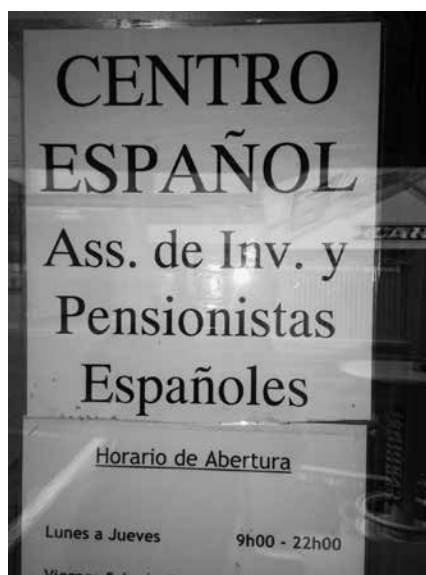 CENTRO
ESPAÑOL
Ass. de Inv. y
Pensionistas
Españoles
Horario de Abertura
Lunes a Jueves 9h00 - 22h00